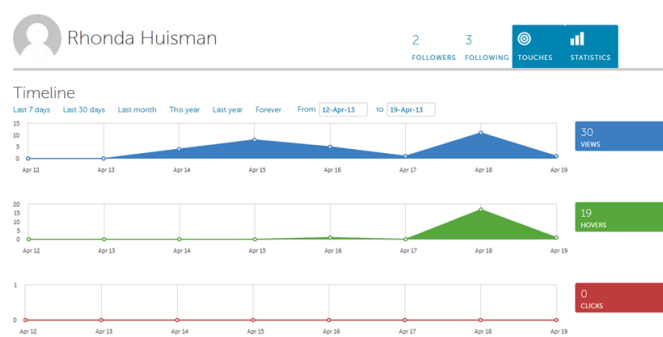 Rhonda Huisman
2 3
FOLLOWERS FOLLOWING TOUCHES STATISTICS
Timeline
Last 7 days Last 30 days Last month This year Last year Forever From 12-Apr-13 to 19-Apr-13
15
10
5
0
Apr 12 Apr 13 Apr 14 Apr 15 Apr 16 Apr 17 Apr 18 Apr 19
30
VIEWS
20
15
10
5
0
Apr 12 Apr 13 Apr 14 Apr 15 Apr 16 Apr 17 Apr 18 Apr 19
19
HOVERS
1
0
Apr 12 Apr 13 Apr 14 Apr 15 Apr 16 Apr 17 Apr 18 Apr 19
0
CLICKS